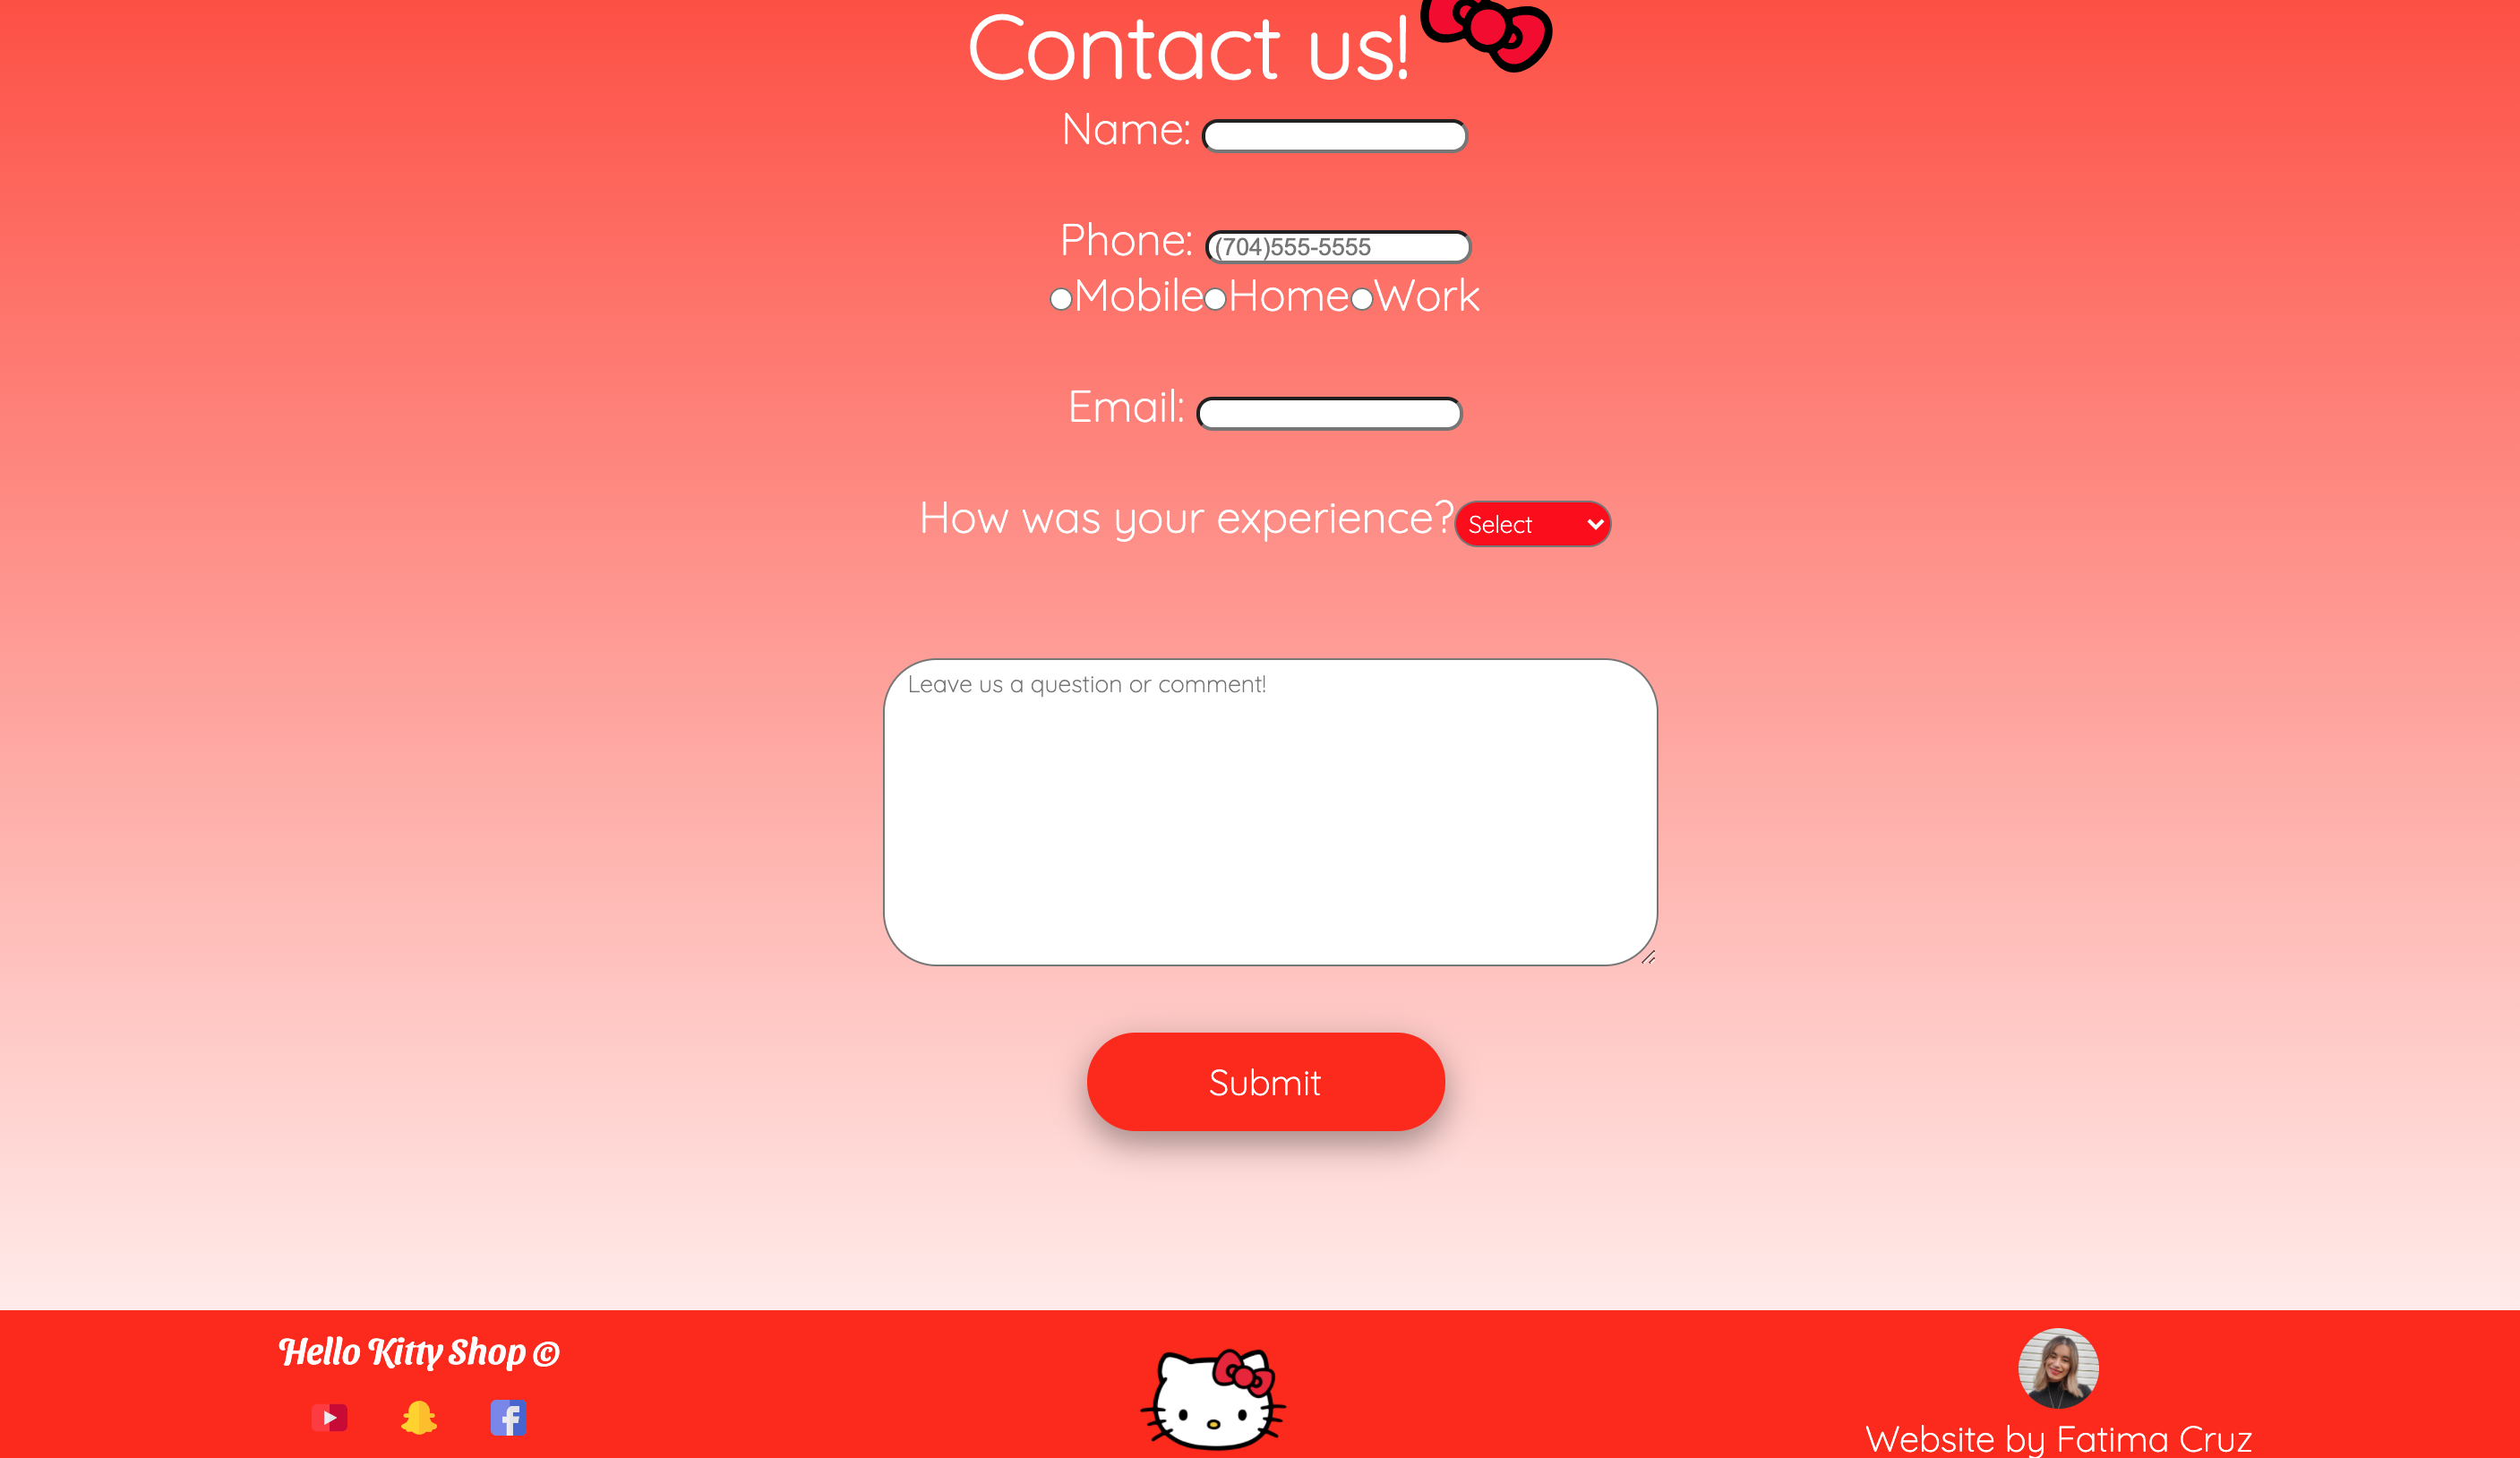 Contact us!
Name:
Phone: (704)555-5555
Mobile Home Work
Email:
How was your experience? Select
Leave us a question or comment!
Submit
Hello Kitty Shop ©
Website by Fatima Cruz